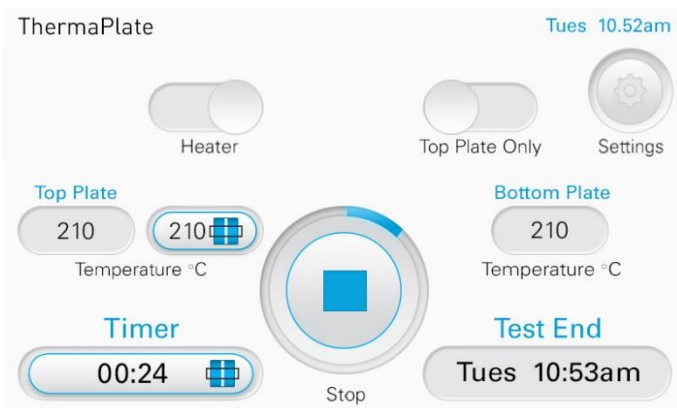 ThermaPlate
Tues 10.52am
Heater
Top Plate Only
Settings
Top Plate
210
210
Temperature °C
Bottom Plate
210
Temperature °C
Timer
00:24
Stop
Test End
Tues 10:53am